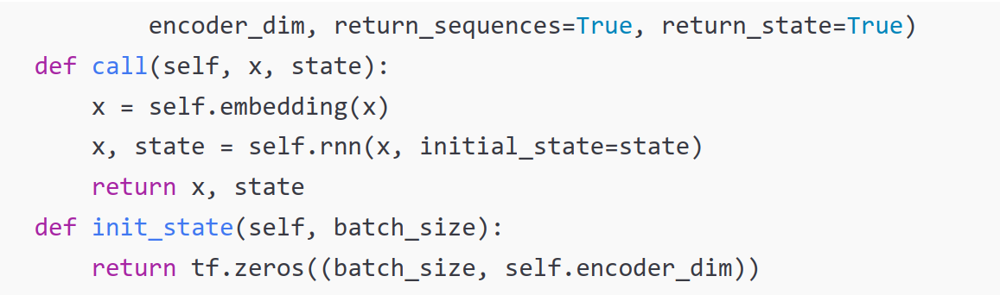 encoder_dim, return_sequences=True, return_state=True)
def call(self, x, state):
    x = self.embedding(x)
    x, state = self.rnn(x, initial_state=state)
    return x, state
def init_state(self, batch_size):
    return tf.zeros((batch_size, self.encoder_dim))